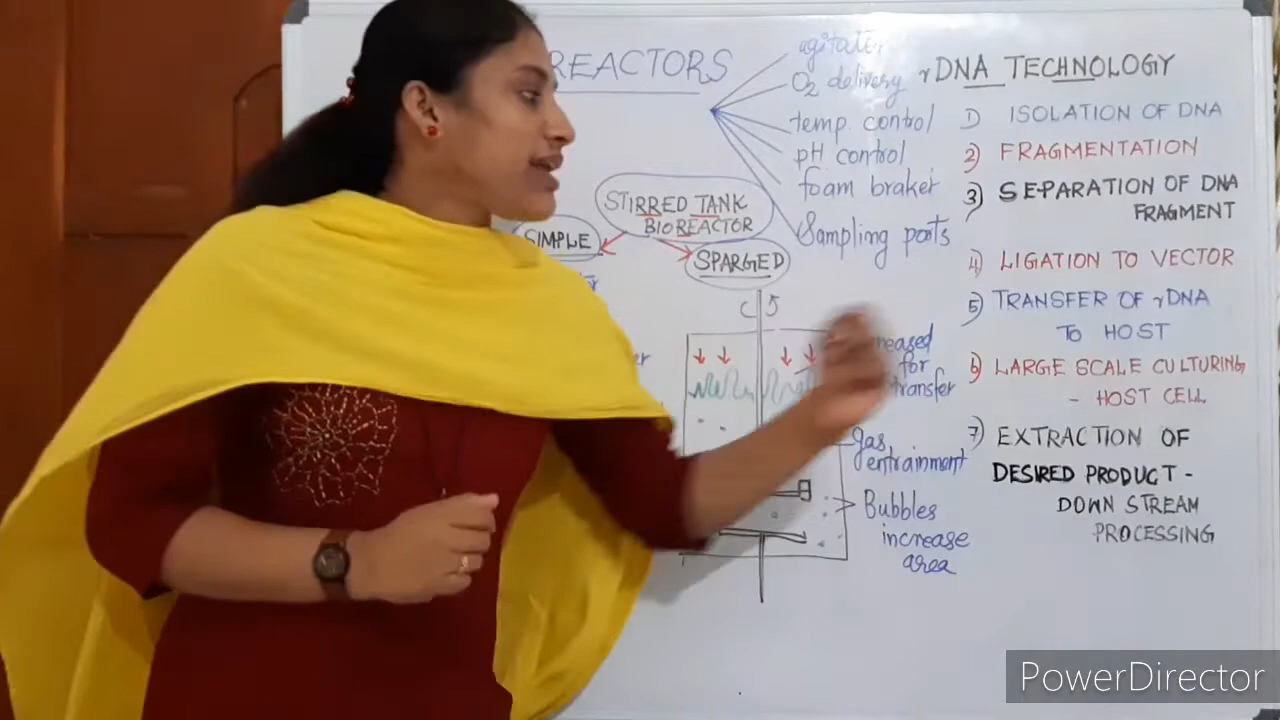 REACTORS
agitator
O2 delivery
temp. control
pH control
foam braket
Sampling ports
STIRRED TANK
BIOREACTOR
SIMPLE
SPARGED
for
transfer
gas
entrainment
Bubbles
increase
area
rDNA TECHNOLOGY
1) ISOLATION OF DNA
2) FRAGMENTATION
3) SEPARATION OF DNA
FRAGMENT
4) LIGATION TO VECTOR
5) TRANSFER OF rDNA
TO HOST
6) LARGE SCALE CULTURING
- HOST CELL
7) EXTRACTION OF
DESIRED PRODUCT -
DOWN STREAM
PROCESSING
PowerDirector